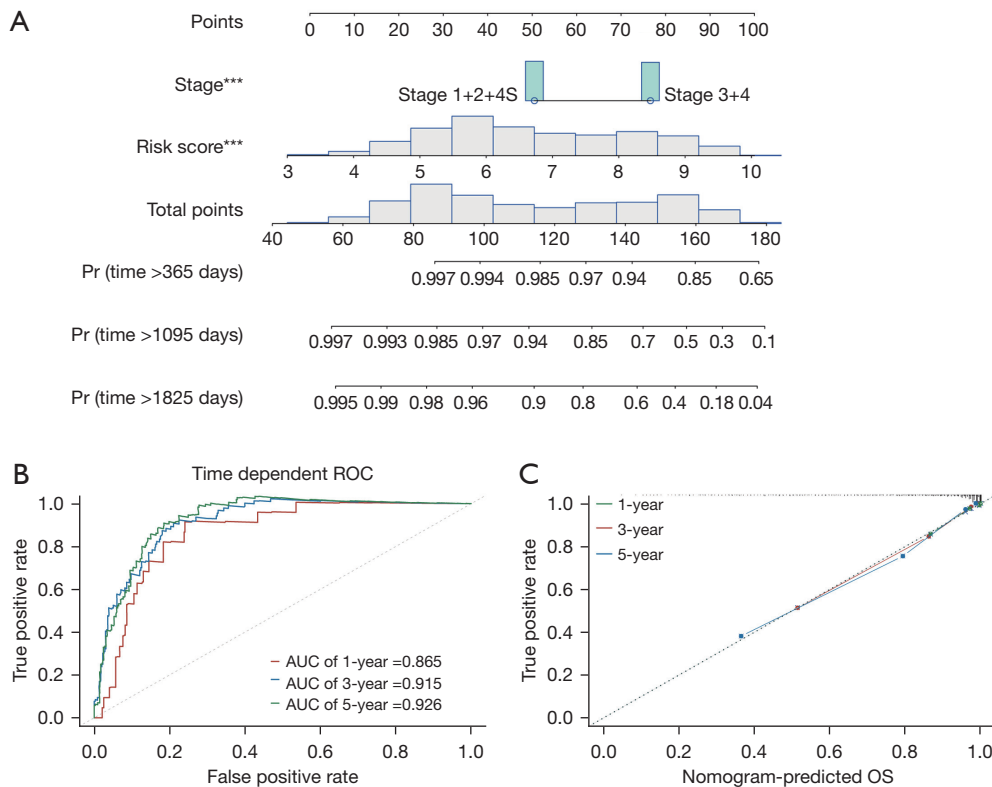 A
Points
0 10 20 30 40 50 60 70 80 90 100
Stage***
Stage 1+2+4S
Stage 3+4
Risk score***
3 4 5 6 7 8 9 10
Total points
40 60 80 100 120 140 160 180
Pr (time >365 days)
0.997 0.994 0.985 0.97 0.94 0.85 0.65
Pr (time >1095 days)
0.997 0.993 0.985 0.97 0.94 0.85 0.7 0.5 0.3 0.1
Pr (time >1825 days)
0.995 0.99 0.98 0.96 0.9 0.8 0.6 0.4 0.18 0.04
B
Time dependent ROC
True positive rate
1.0
0.8
0.6
0.4
0.2
0.0
AUC of 1-year =0.865
AUC of 3-year =0.915
AUC of 5-year =0.926
0.0 0.2 0.4 0.6 0.8 1.0
False positive rate
C
True positive rate
1.0
0.8
0.6
0.4
0.2
0.0
1-year
3-year
5-year
0.0 0.2 0.4 0.6 0.8 1.0
Nomogram-predicted OS